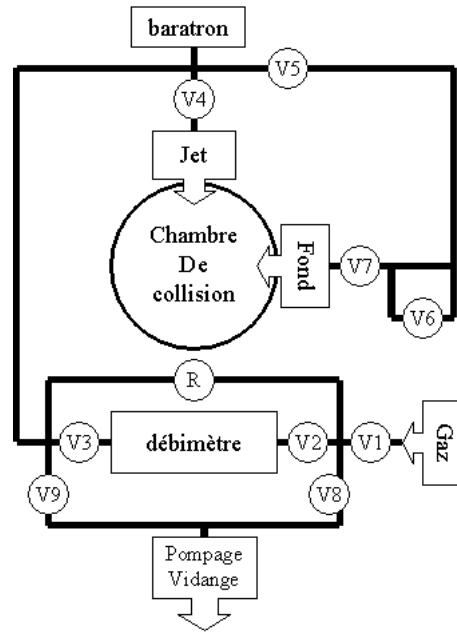 baratron
V5
V4
Jet
Chambre
De
collision
Fond
V7
V6
R
V3
débimètre
V2
V1
Gaz
V9
V8
Pompage
Vidange